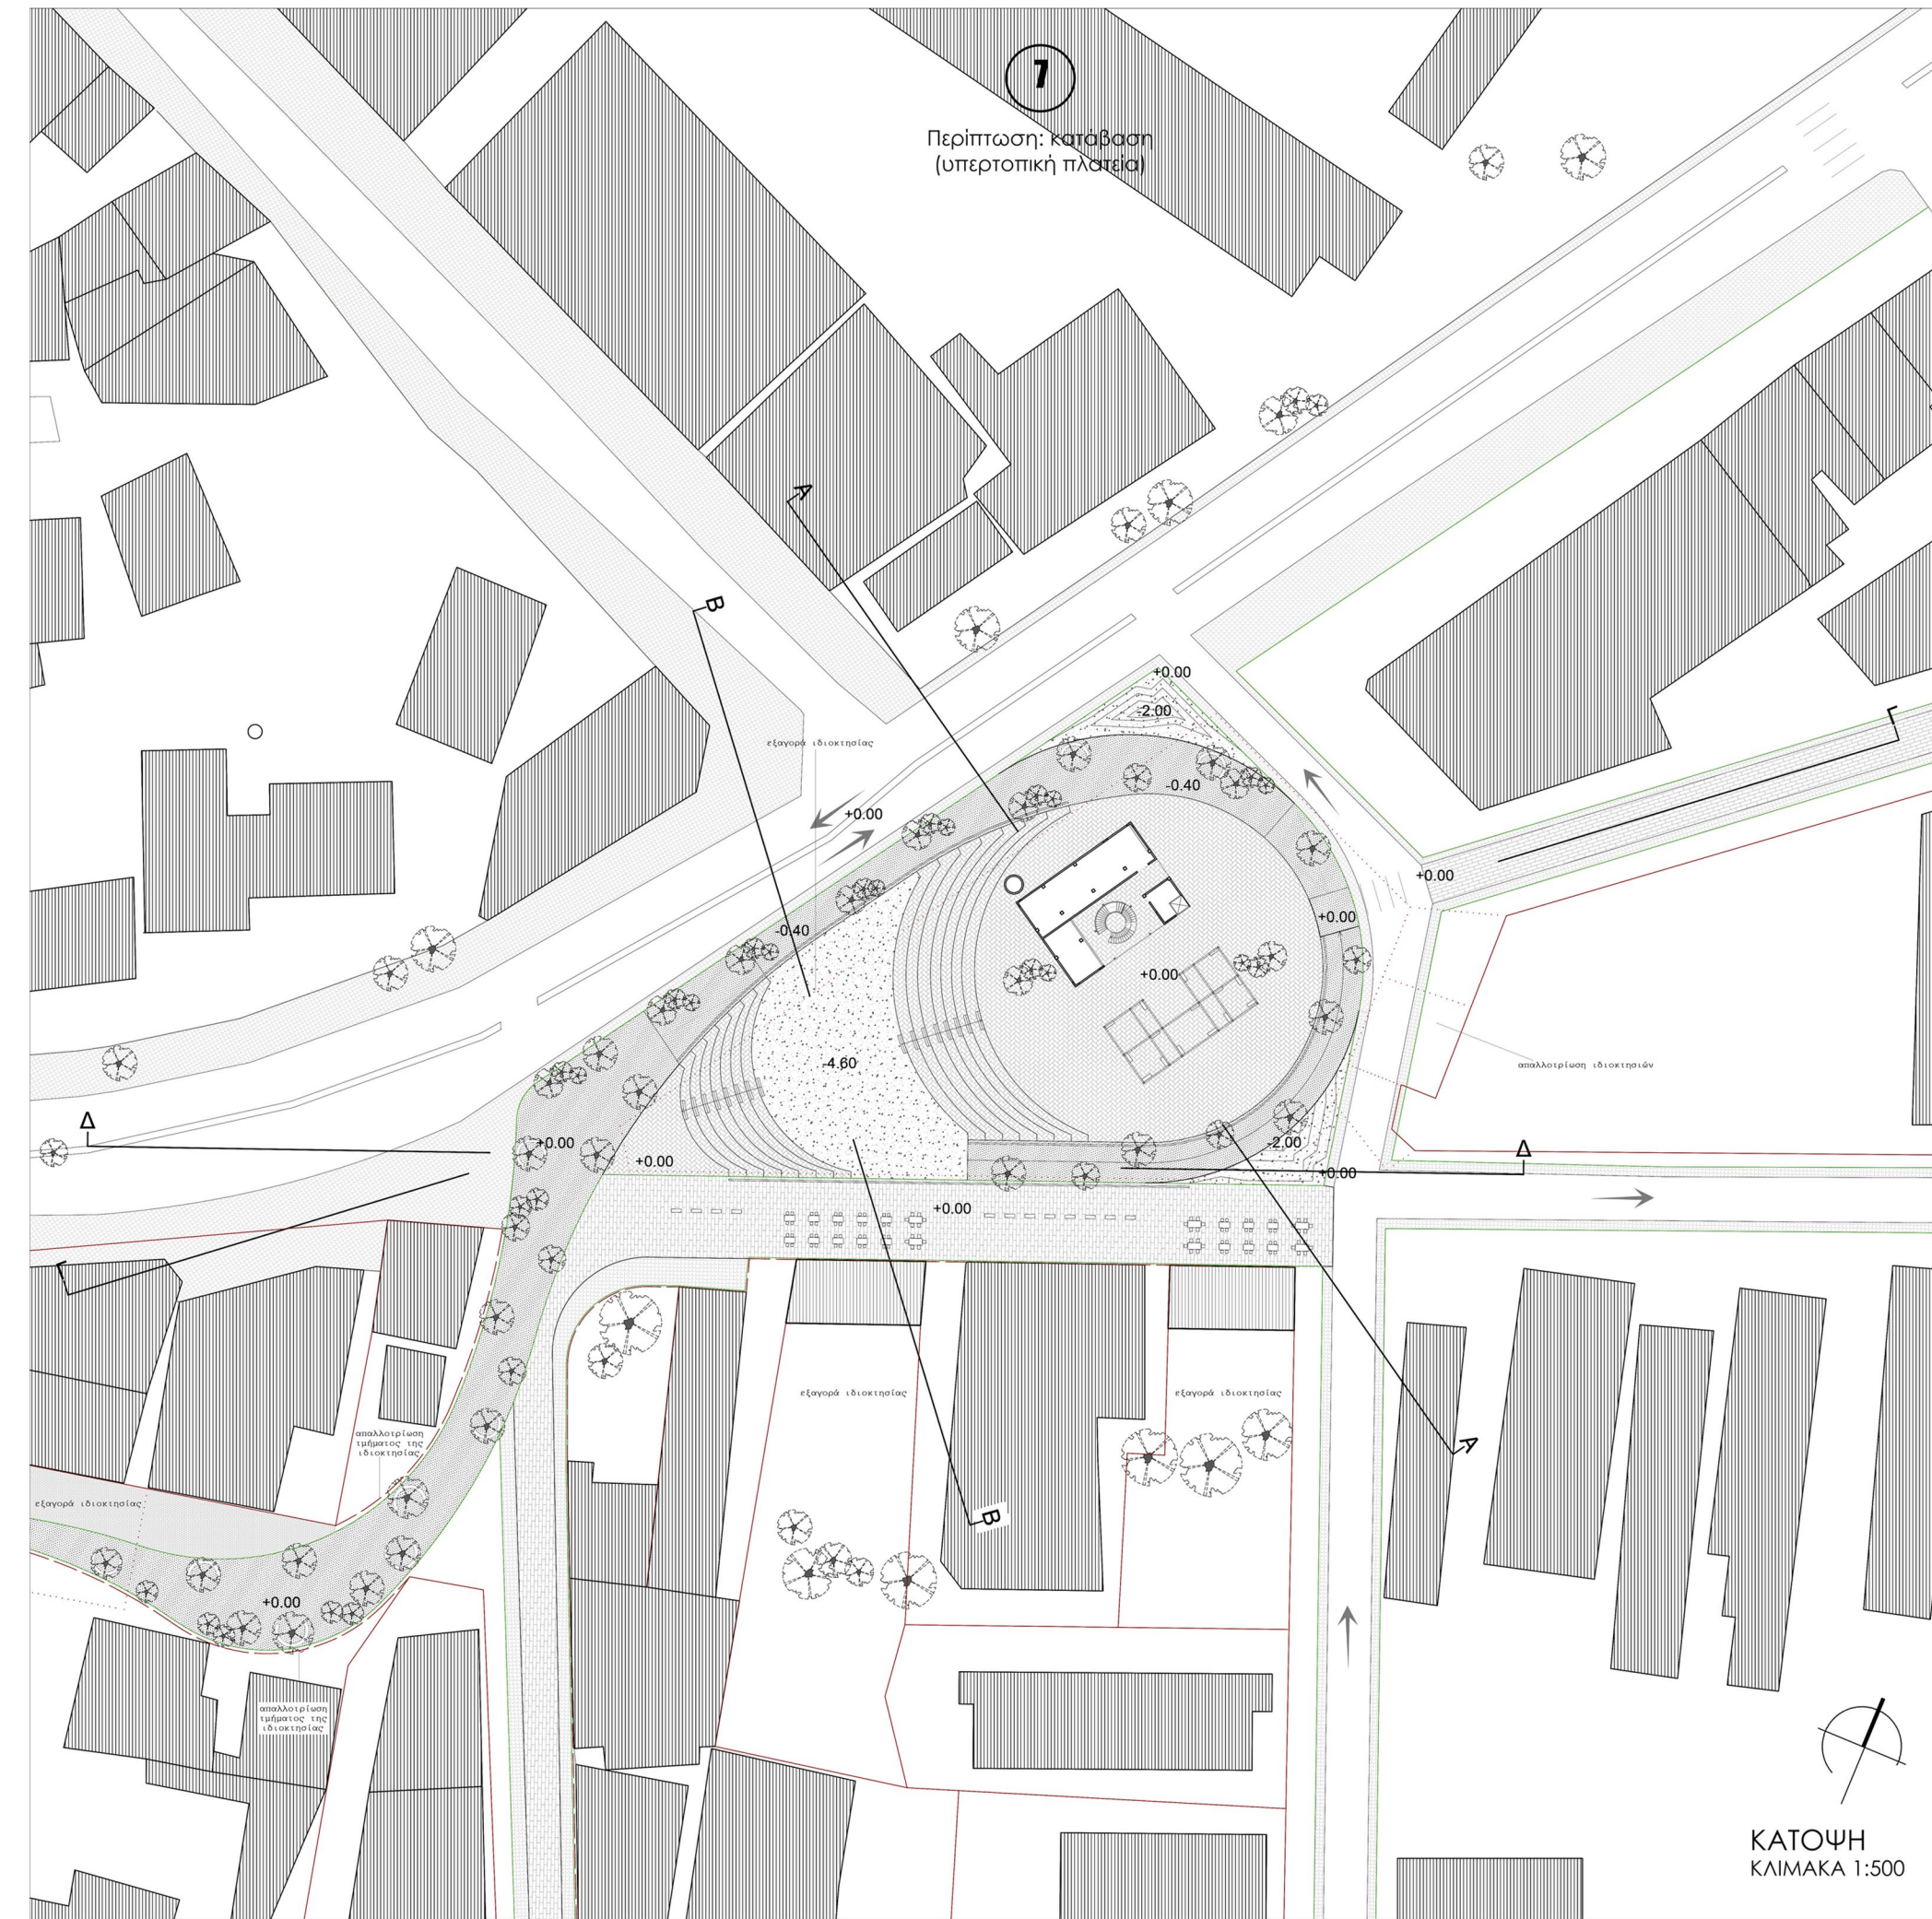 7
Περίπτωση: κατάβαση
(υπερτοπική πλατεία)
Α
Β
+0.00
-2.00
Γ
εξαγορά ιδιοκτησίας
-0.40
+0.00
+0.00
+0.00
-0.40
+0.00
-4.60
απαλλοτρίωση ιδιοκτησιών
Δ
+0.00
-2.00
Δ
+0.00
+0.00
+0.00
Γ
εξαγορά ιδιοκτησίας
εξαγορά ιδιοκτησίας
απαλλοτρίωση
τμήματος της
ιδιοκτησίας
Α
εξαγορά ιδιοκτησίας
Β
+0.00
απαλλοτρίωση
τμήματος της
ιδιοκτησίας
ΚΑΤΟΨΗ
ΚΛΙΜΑΚΑ 1:500